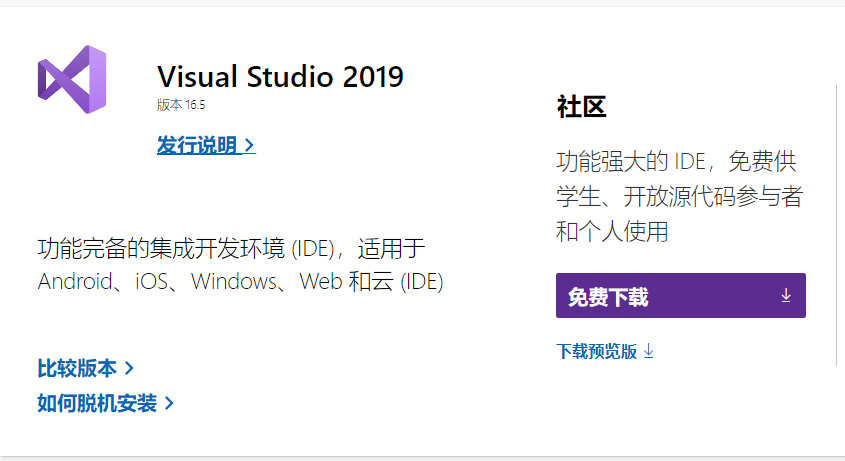 Visual Studio 2019
版本 16.5
发行说明
功能完备的集成开发环境 (IDE)，适用于
Android、iOS、Windows、Web 和云 (IDE)
比较版本
如何脱机安装
社区
功能强大的 IDE，免费供
学生、开放源代码参与者
和个人使用
免费下载
下载预览版